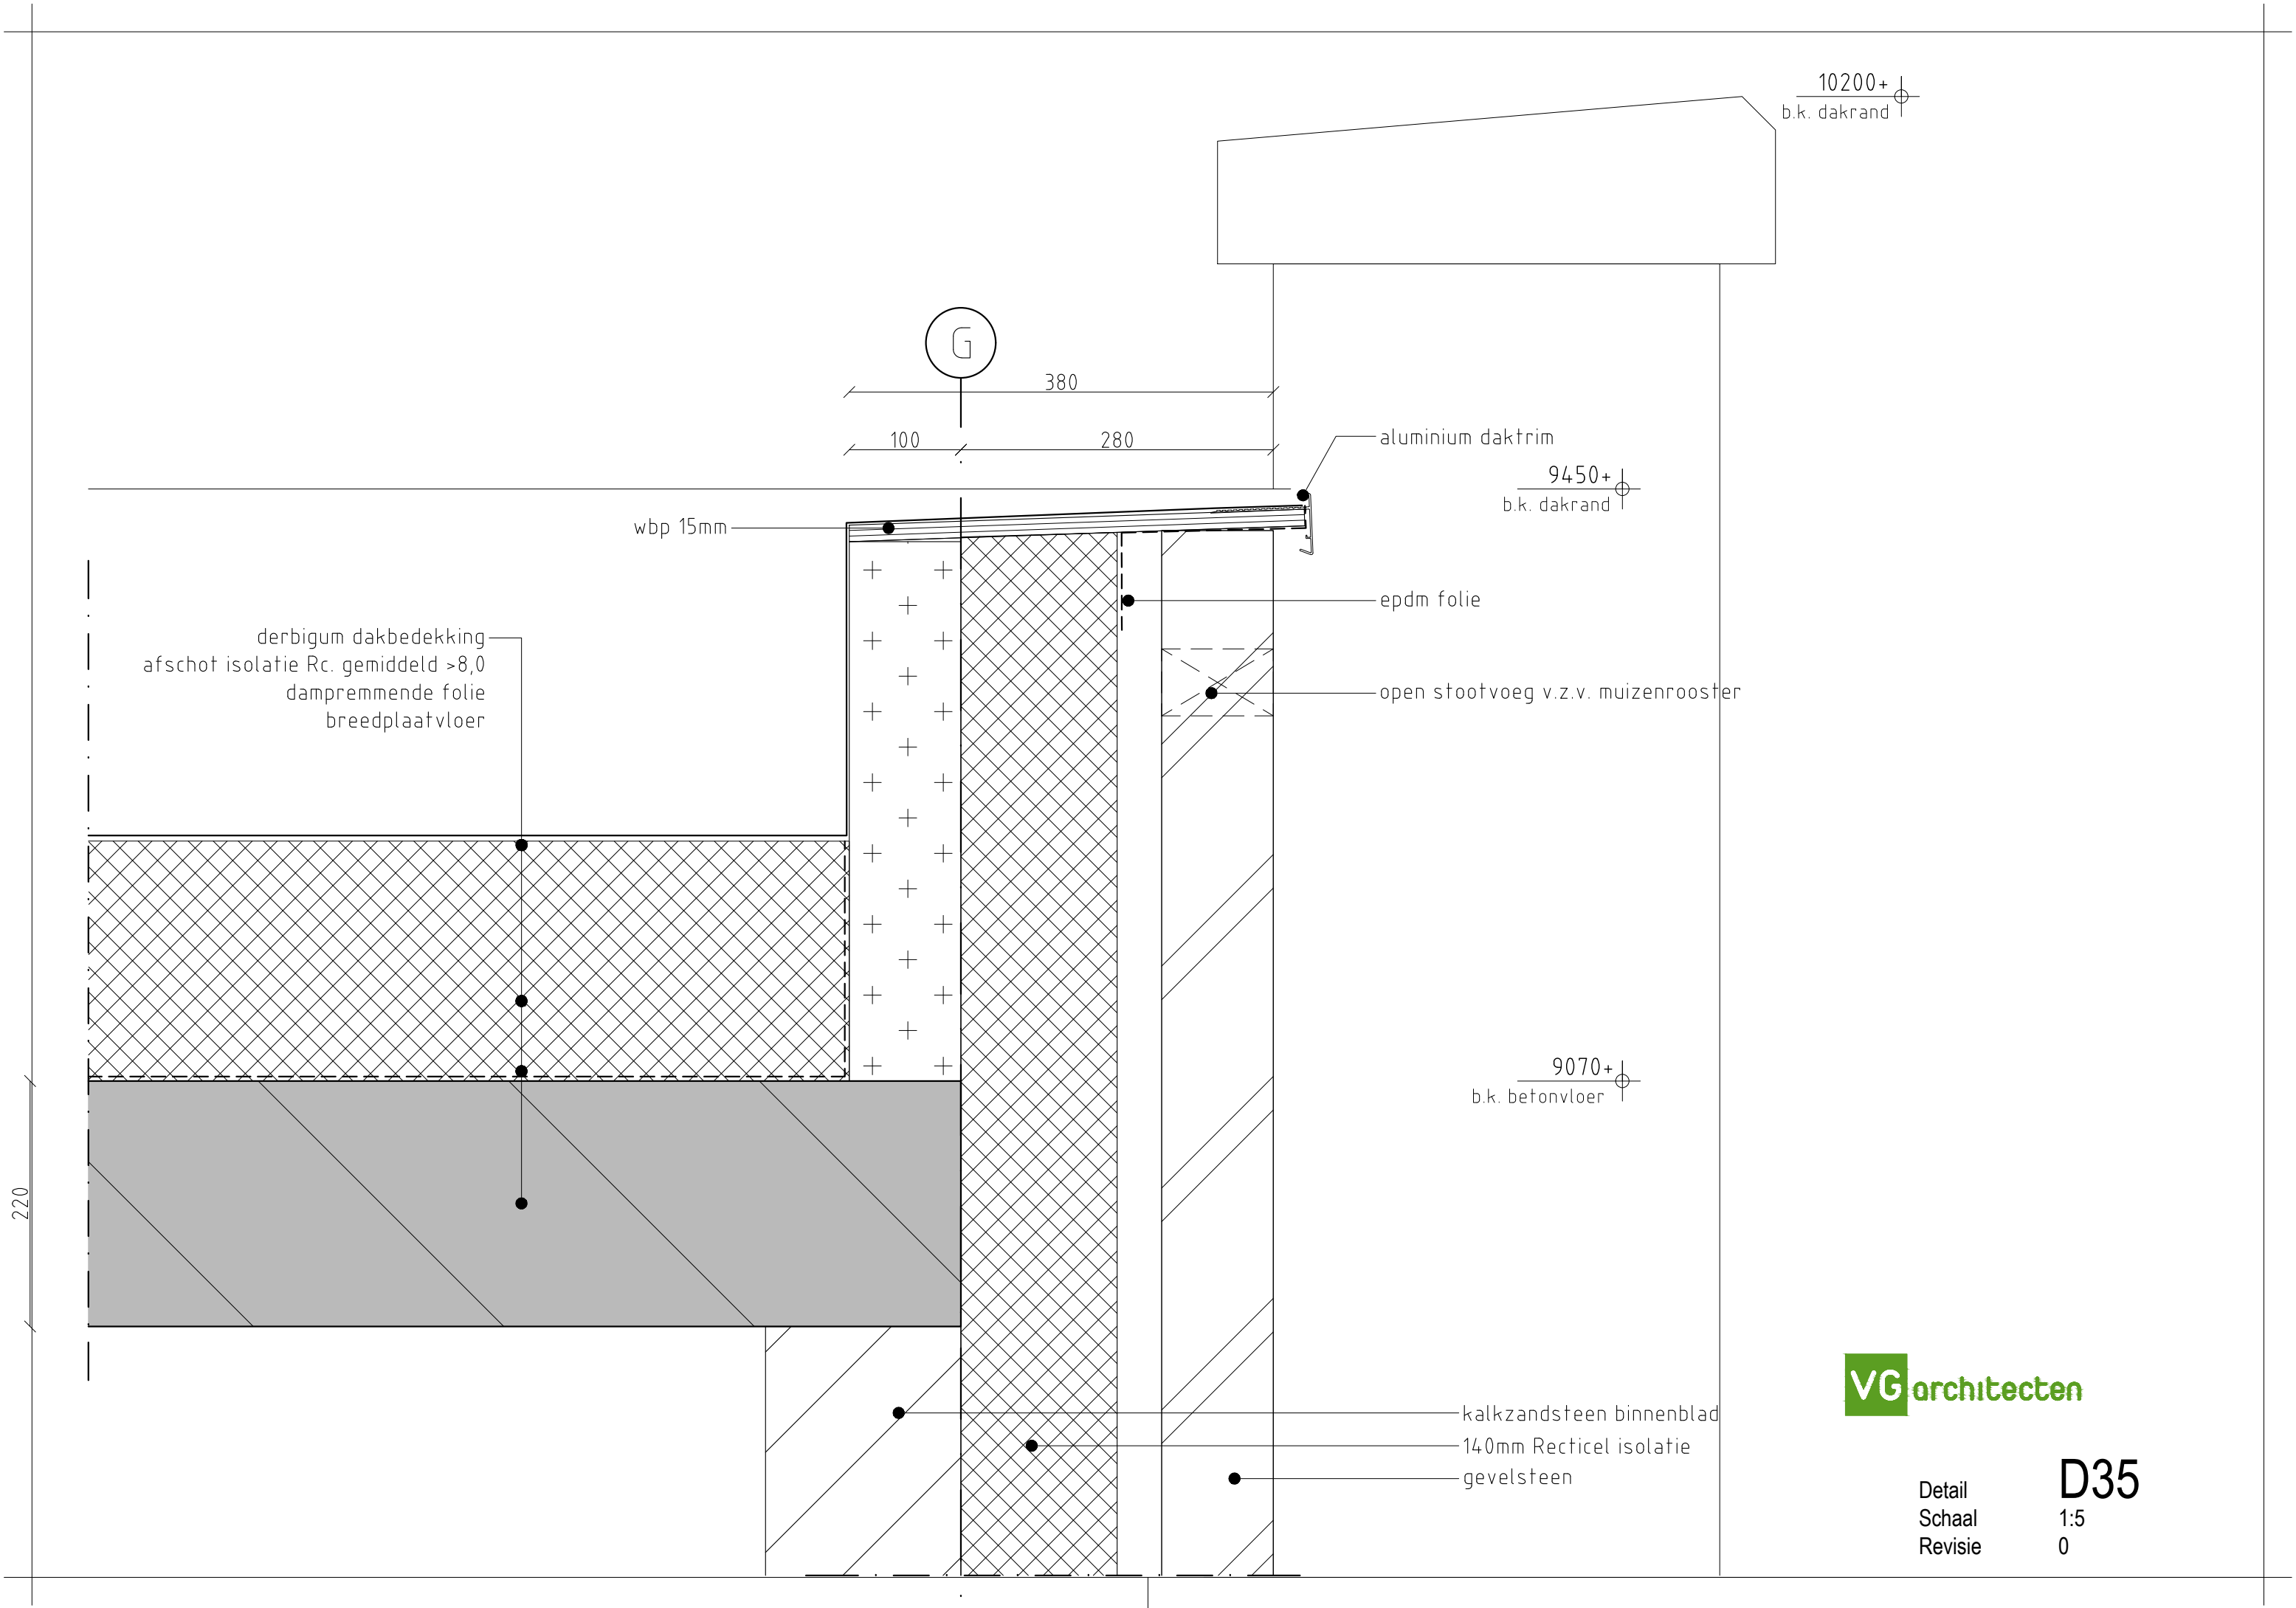 10200+
b.k. dakrand
G
380
100
280
aluminium daktrim
9450+
b.k. dakrand
wbp 15mm
epdm folie
derbigum dakbedekking
afschot isolatie Rc. gemiddeld >8,0
dampremmende folie
breedplaatvloer
open stootvoeg v.z.v. muizenrooster
9070+
b.k. betonvloer
220
kalkzandsteen binnenblad
140mm Recticel isolatie
gevelsteen
VG architecten
Detail D35
Schaal 1:5
Revisie 0